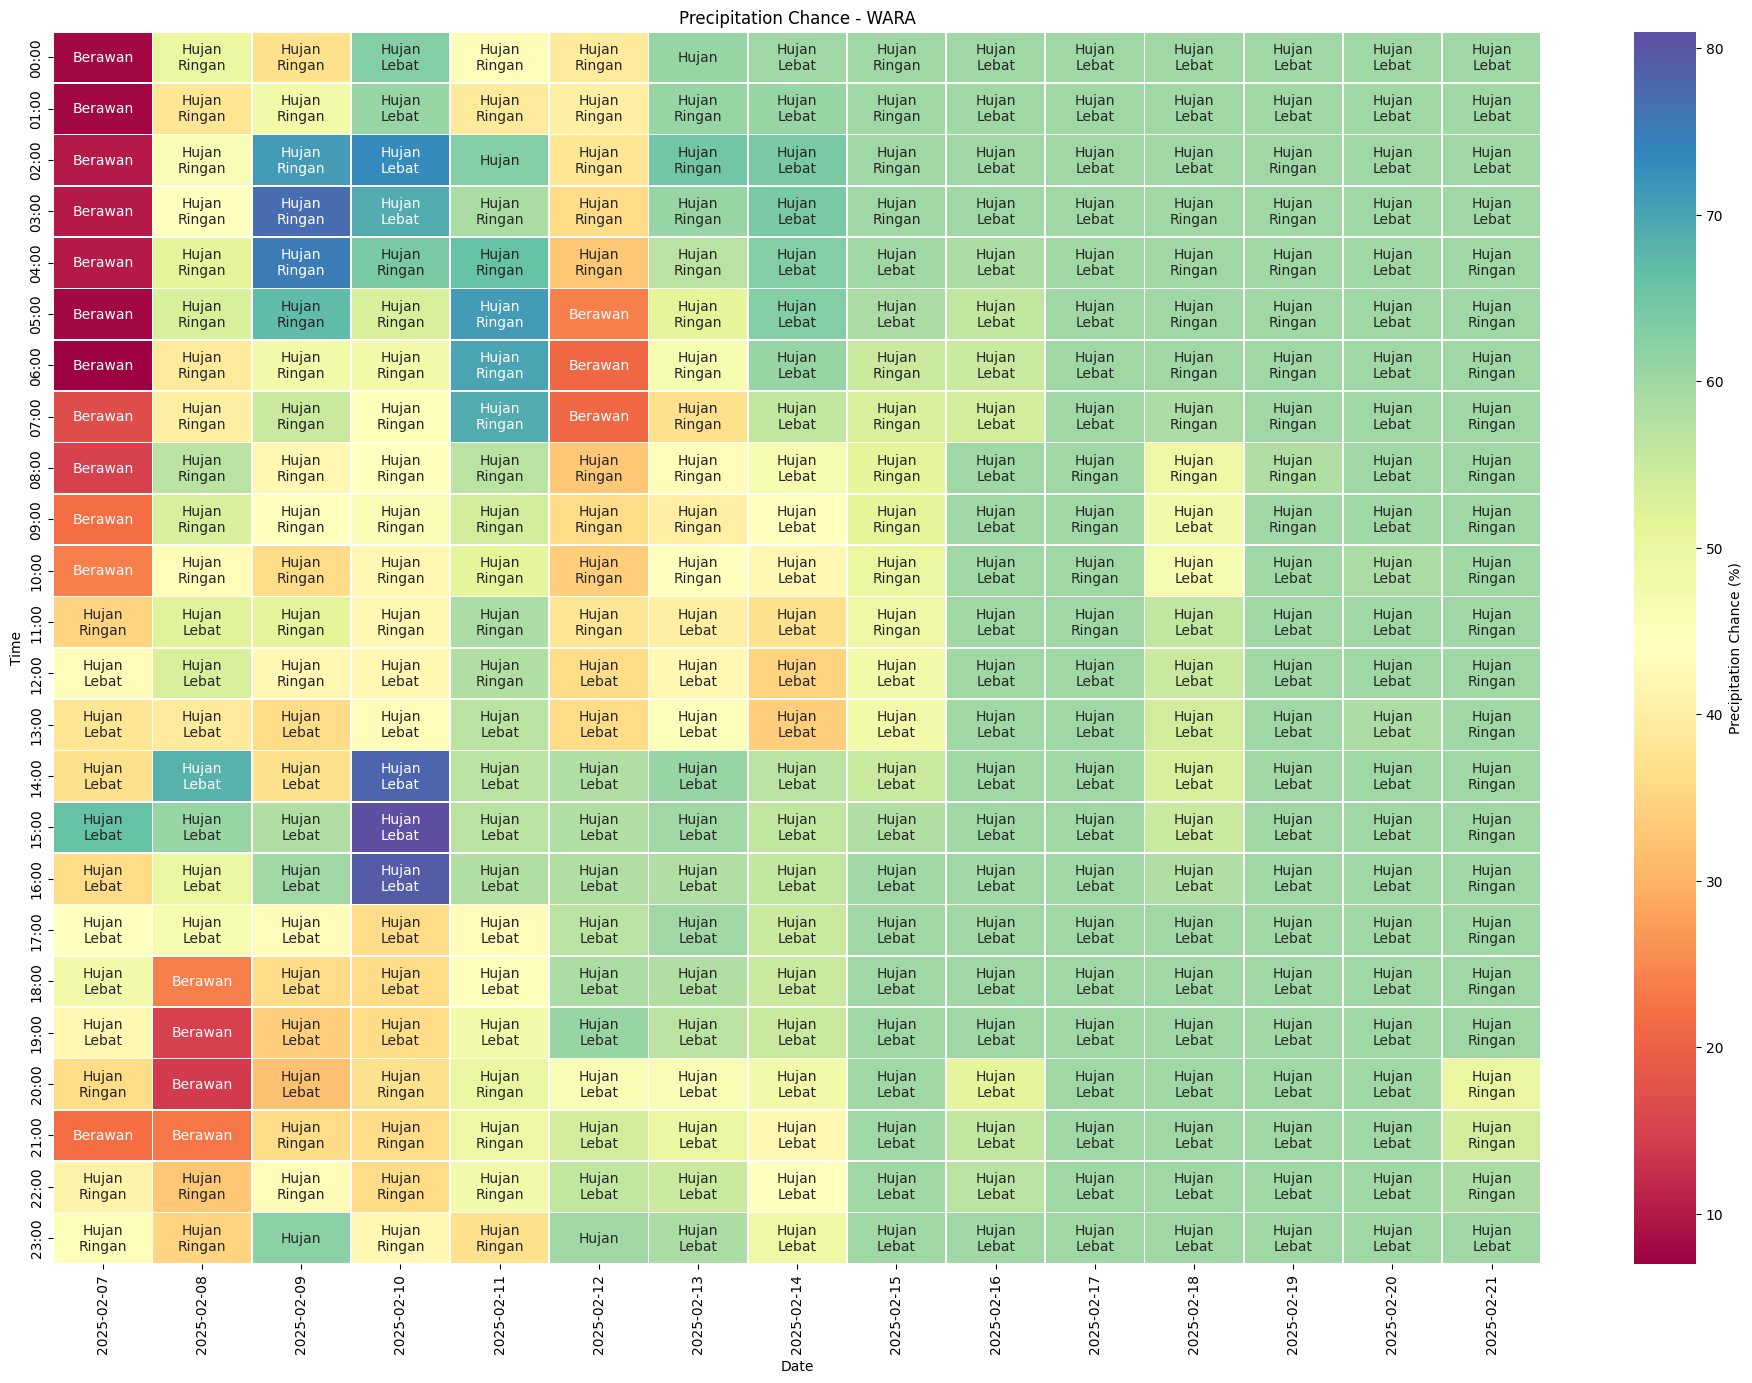 Precipitation Chance - WARA
00:00 Berawan Hujan Ringan Hujan Ringan Hujan Lebat Hujan Ringan Hujan Ringan Hujan Hujan Lebat Hujan Ringan Hujan Lebat Hujan Lebat Hujan Lebat Hujan Lebat Hujan Lebat Hujan Lebat
01:00 Berawan Hujan Ringan Hujan Ringan Hujan Lebat Hujan Ringan Hujan Ringan Hujan Ringan Hujan Lebat Hujan Ringan Hujan Lebat Hujan Lebat Hujan Lebat Hujan Lebat Hujan Lebat Hujan Lebat
02:00 Berawan Hujan Ringan Hujan Ringan Hujan Lebat Hujan Hujan Ringan Hujan Ringan Hujan Lebat Hujan Ringan Hujan Lebat Hujan Lebat Hujan Lebat Hujan Ringan Hujan Lebat Hujan Lebat
03:00 Berawan Hujan Ringan Hujan Ringan Hujan Lebat Hujan Ringan Hujan Ringan Hujan Ringan Hujan Lebat Hujan Ringan Hujan Lebat Hujan Lebat Hujan Ringan Hujan Ringan Hujan Lebat Hujan Lebat
04:00 Berawan Hujan Ringan Hujan Ringan Hujan Ringan Hujan Ringan Hujan Ringan Hujan Ringan Hujan Lebat Hujan Lebat Hujan Lebat Hujan Lebat Hujan Ringan Hujan Ringan Hujan Lebat Hujan Ringan
05:00 Berawan Hujan Ringan Hujan Ringan Hujan Ringan Hujan Ringan Berawan Hujan Ringan Hujan Lebat Hujan Lebat Hujan Lebat Hujan Lebat Hujan Ringan Hujan Ringan Hujan Lebat Hujan Ringan
06:00 Berawan Hujan Ringan Hujan Ringan Hujan Ringan Hujan Ringan Berawan Hujan Ringan Hujan Lebat Hujan Ringan Hujan Lebat Hujan Lebat Hujan Ringan Hujan Ringan Hujan Lebat Hujan Ringan
07:00 Berawan Hujan Ringan Hujan Ringan Hujan Ringan Hujan Ringan Berawan Hujan Ringan Hujan Lebat Hujan Ringan Hujan Lebat Hujan Lebat Hujan Ringan Hujan Ringan Hujan Lebat Hujan Ringan
08:00 Berawan Hujan Ringan Hujan Ringan Hujan Ringan Hujan Ringan Hujan Ringan Hujan Ringan Hujan Lebat Hujan Ringan Hujan Lebat Hujan Ringan Hujan Ringan Hujan Ringan Hujan Lebat Hujan Ringan
09:00 Berawan Hujan Ringan Hujan Ringan Hujan Ringan Hujan Ringan Hujan Ringan Hujan Ringan Hujan Lebat Hujan Ringan Hujan Lebat Hujan Ringan Hujan Lebat Hujan Ringan Hujan Lebat Hujan Ringan
10:00 Berawan Hujan Ringan Hujan Ringan Hujan Ringan Hujan Ringan Hujan Ringan Hujan Ringan Hujan Lebat Hujan Ringan Hujan Lebat Hujan Ringan Hujan Lebat Hujan Lebat Hujan Lebat Hujan Ringan
11:00 Hujan Ringan Hujan Lebat Hujan Ringan Hujan Ringan Hujan Ringan Hujan Ringan Hujan Lebat Hujan Lebat Hujan Ringan Hujan Lebat Hujan Ringan Hujan Lebat Hujan Lebat Hujan Lebat Hujan Ringan
12:00 Hujan Lebat Hujan Lebat Hujan Ringan Hujan Lebat Hujan Ringan Hujan Lebat Hujan Lebat Hujan Lebat Hujan Lebat Hujan Lebat Hujan Lebat Hujan Lebat Hujan Lebat Hujan Lebat Hujan Ringan
13:00 Hujan Lebat Hujan Lebat Hujan Lebat Hujan Lebat Hujan Lebat Hujan Lebat Hujan Lebat Hujan Lebat Hujan Lebat Hujan Lebat Hujan Lebat Hujan Lebat Hujan Lebat Hujan Lebat Hujan Ringan
14:00 Hujan Lebat Hujan Lebat Hujan Lebat Hujan Lebat Hujan Lebat Hujan Lebat Hujan Lebat Hujan Lebat Hujan Lebat Hujan Lebat Hujan Lebat Hujan Lebat Hujan Lebat Hujan Lebat Hujan Ringan
15:00 Hujan Lebat Hujan Lebat Hujan Lebat Hujan Lebat Hujan Lebat Hujan Lebat Hujan Lebat Hujan Lebat Hujan Lebat Hujan Lebat Hujan Lebat Hujan Lebat Hujan Lebat Hujan Lebat Hujan Ringan
16:00 Hujan Lebat Hujan Lebat Hujan Lebat Hujan Lebat Hujan Lebat Hujan Lebat Hujan Lebat Hujan Lebat Hujan Lebat Hujan Lebat Hujan Lebat Hujan Lebat Hujan Lebat Hujan Lebat Hujan Ringan
17:00 Hujan Lebat Hujan Lebat Hujan Lebat Hujan Lebat Hujan Lebat Hujan Lebat Hujan Lebat Hujan Lebat Hujan Lebat Hujan Lebat Hujan Lebat Hujan Lebat Hujan Lebat Hujan Lebat Hujan Ringan
18:00 Hujan Lebat Berawan Hujan Lebat Hujan Lebat Hujan Lebat Hujan Lebat Hujan Lebat Hujan Lebat Hujan Lebat Hujan Lebat Hujan Lebat Hujan Lebat Hujan Lebat Hujan Lebat Hujan Ringan
19:00 Hujan Lebat Berawan Hujan Lebat Hujan Lebat Hujan Lebat Hujan Lebat Hujan Lebat Hujan Lebat Hujan Lebat Hujan Lebat Hujan Lebat Hujan Lebat Hujan Lebat Hujan Lebat Hujan Ringan
20:00 Hujan Ringan Berawan Hujan Lebat Hujan Ringan Hujan Ringan Hujan Lebat Hujan Lebat Hujan Lebat Hujan Lebat Hujan Lebat Hujan Lebat Hujan Lebat Hujan Lebat Hujan Lebat Hujan Ringan
21:00 Berawan Berawan Hujan Ringan Hujan Ringan Hujan Ringan Hujan Lebat Hujan Lebat Hujan Lebat Hujan Lebat Hujan Lebat Hujan Lebat Hujan Lebat Hujan Lebat Hujan Lebat Hujan Ringan
22:00 Hujan Ringan Hujan Ringan Hujan Ringan Hujan Ringan Hujan Ringan Hujan Lebat Hujan Lebat Hujan Lebat Hujan Lebat Hujan Lebat Hujan Lebat Hujan Lebat Hujan Lebat Hujan Lebat Hujan Ringan
23:00 Hujan Ringan Hujan Ringan Hujan Hujan Ringan Hujan Ringan Hujan Hujan Lebat Hujan Lebat Hujan Lebat Hujan Lebat Hujan Lebat Hujan Lebat Hujan Lebat Hujan Lebat Hujan Lebat
Time
2025-02-07
2025-02-08
2025-02-09
2025-02-10
2025-02-11
2025-02-12
2025-02-13
2025-02-14
2025-02-15
2025-02-16
2025-02-17
2025-02-18
2025-02-19
2025-02-20
2025-02-21
Date
80
70
60
50
40
30
20
10
Precipitation Chance (%)